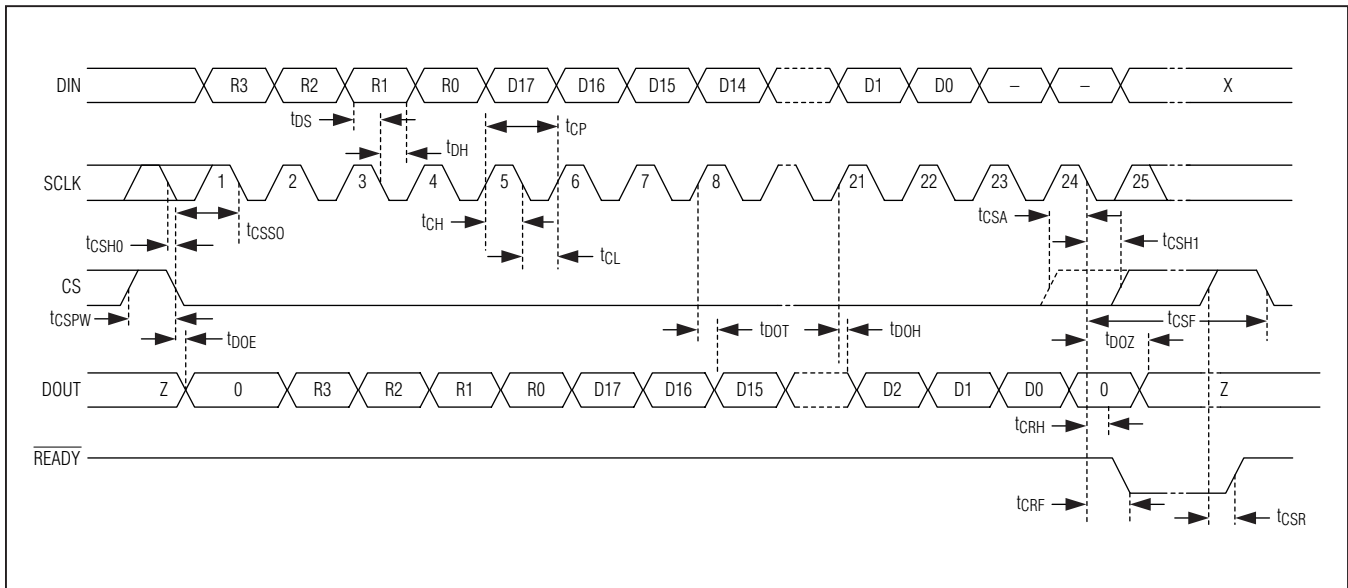 DIN R3 R2 R1 R0 D17 D16 D15 D14 D1 D0 – – X
tDS tCP
tDH
SCLK 1 2 3 4 5 6 7 8 21 22 23 24 25
tCSSO tCH tCSA
tCSH0 tCL tCSH1
CS
tCSPW tCSF
tDOE tDOT tDOH tDOZ
DOUT Z 0 R3 R2 R1 R0 D17 D16 D15 D2 D1 D0 0 Z
tCRH
READY
tCRF tCSR